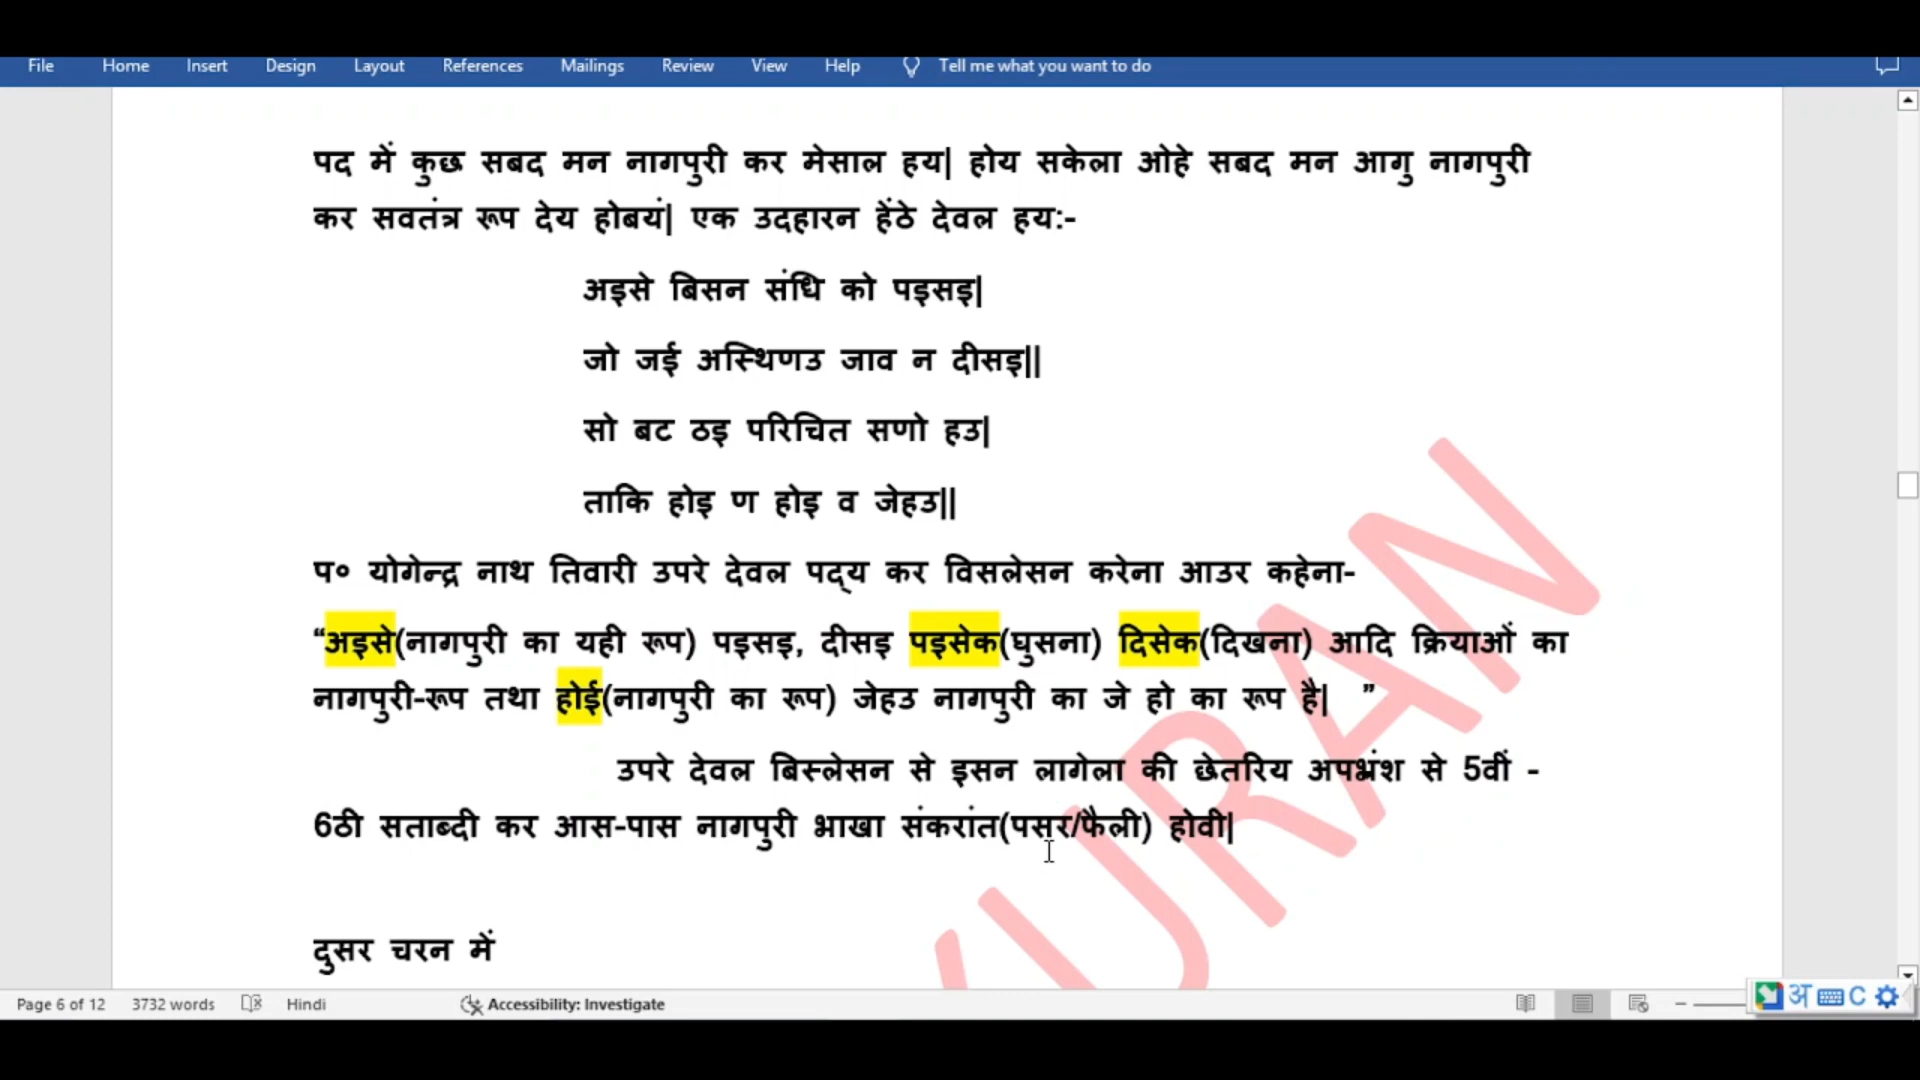 File Home Insert Design Layout References Mailings Review View Help Tell me what you want to do
पद में कुछ सबद मन नागपुरी कर मेसाल हय| होय सकेला ओहे सबद मन आगु नागपुरी
कर सवतंत्र रूप देय होबयं| एक उदहारन हेंठे देवल हय:-
अइसे बिसन संधि को पइसइ|
जो जई अस्थिणउ जाव न दीसइ||
सो बट ठइ परिचित सणो हउ|
ताकि होइ ण होइ व जेहउ||
प० योगेन्द्र नाथ तिवारी उपरे देवल पद्य कर विसलेसन करेना आउर कहेना-
“अइसे(नागपुरी का यही रूप) पइसइ, दीसइ पइसेक(घुसना) दिसेक(दिखना) आदि क्रियाओं का
नागपुरी-रूप तथा होई(नागपुरी का रूप) जेहउ नागपुरी का जे हो का रूप है| ”
उपरे देवल बिस्लेसन से इसन लागेला की छेतरिय अपभ्रंश से 5वीं -
6ठी सताब्दी कर आस-पास नागपुरी भाखा संकरांत(पसर/फैली) होवी|
दुसर चरन में
KURAN
Page 6 of 12 3732 words Hindi Accessibility: Investigate अ C